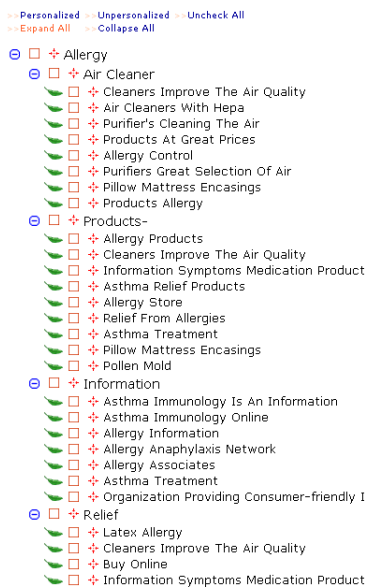 >>Personalized >>Unpersonalized >>Uncheck All
>>Expand All >>Collapse All
Allergy
Air Cleaner
Cleaners Improve The Air Quality
Air Cleaners With Hepa
Purifier's Cleaning The Air
Products At Great Prices
Allergy Control
Purifiers Great Selection Of Air
Pillow Mattress Encasings
Products Allergy
Products-
Allergy Products
Cleaners Improve The Air Quality
Information Symptoms Medication Product
Asthma Relief Products
Allergy Store
Relief From Allergies
Asthma Treatment
Pillow Mattress Encasings
Pollen Mold
Information
Asthma Immunology Is An Information
Asthma Immunology Online
Allergy Information
Allergy Anaphylaxis Network
Allergy Associates
Asthma Treatment
Organization Providing Consumer-friendly I
Relief
Latex Allergy
Cleaners Improve The Air Quality
Buy Online
Information Symptoms Medication Product